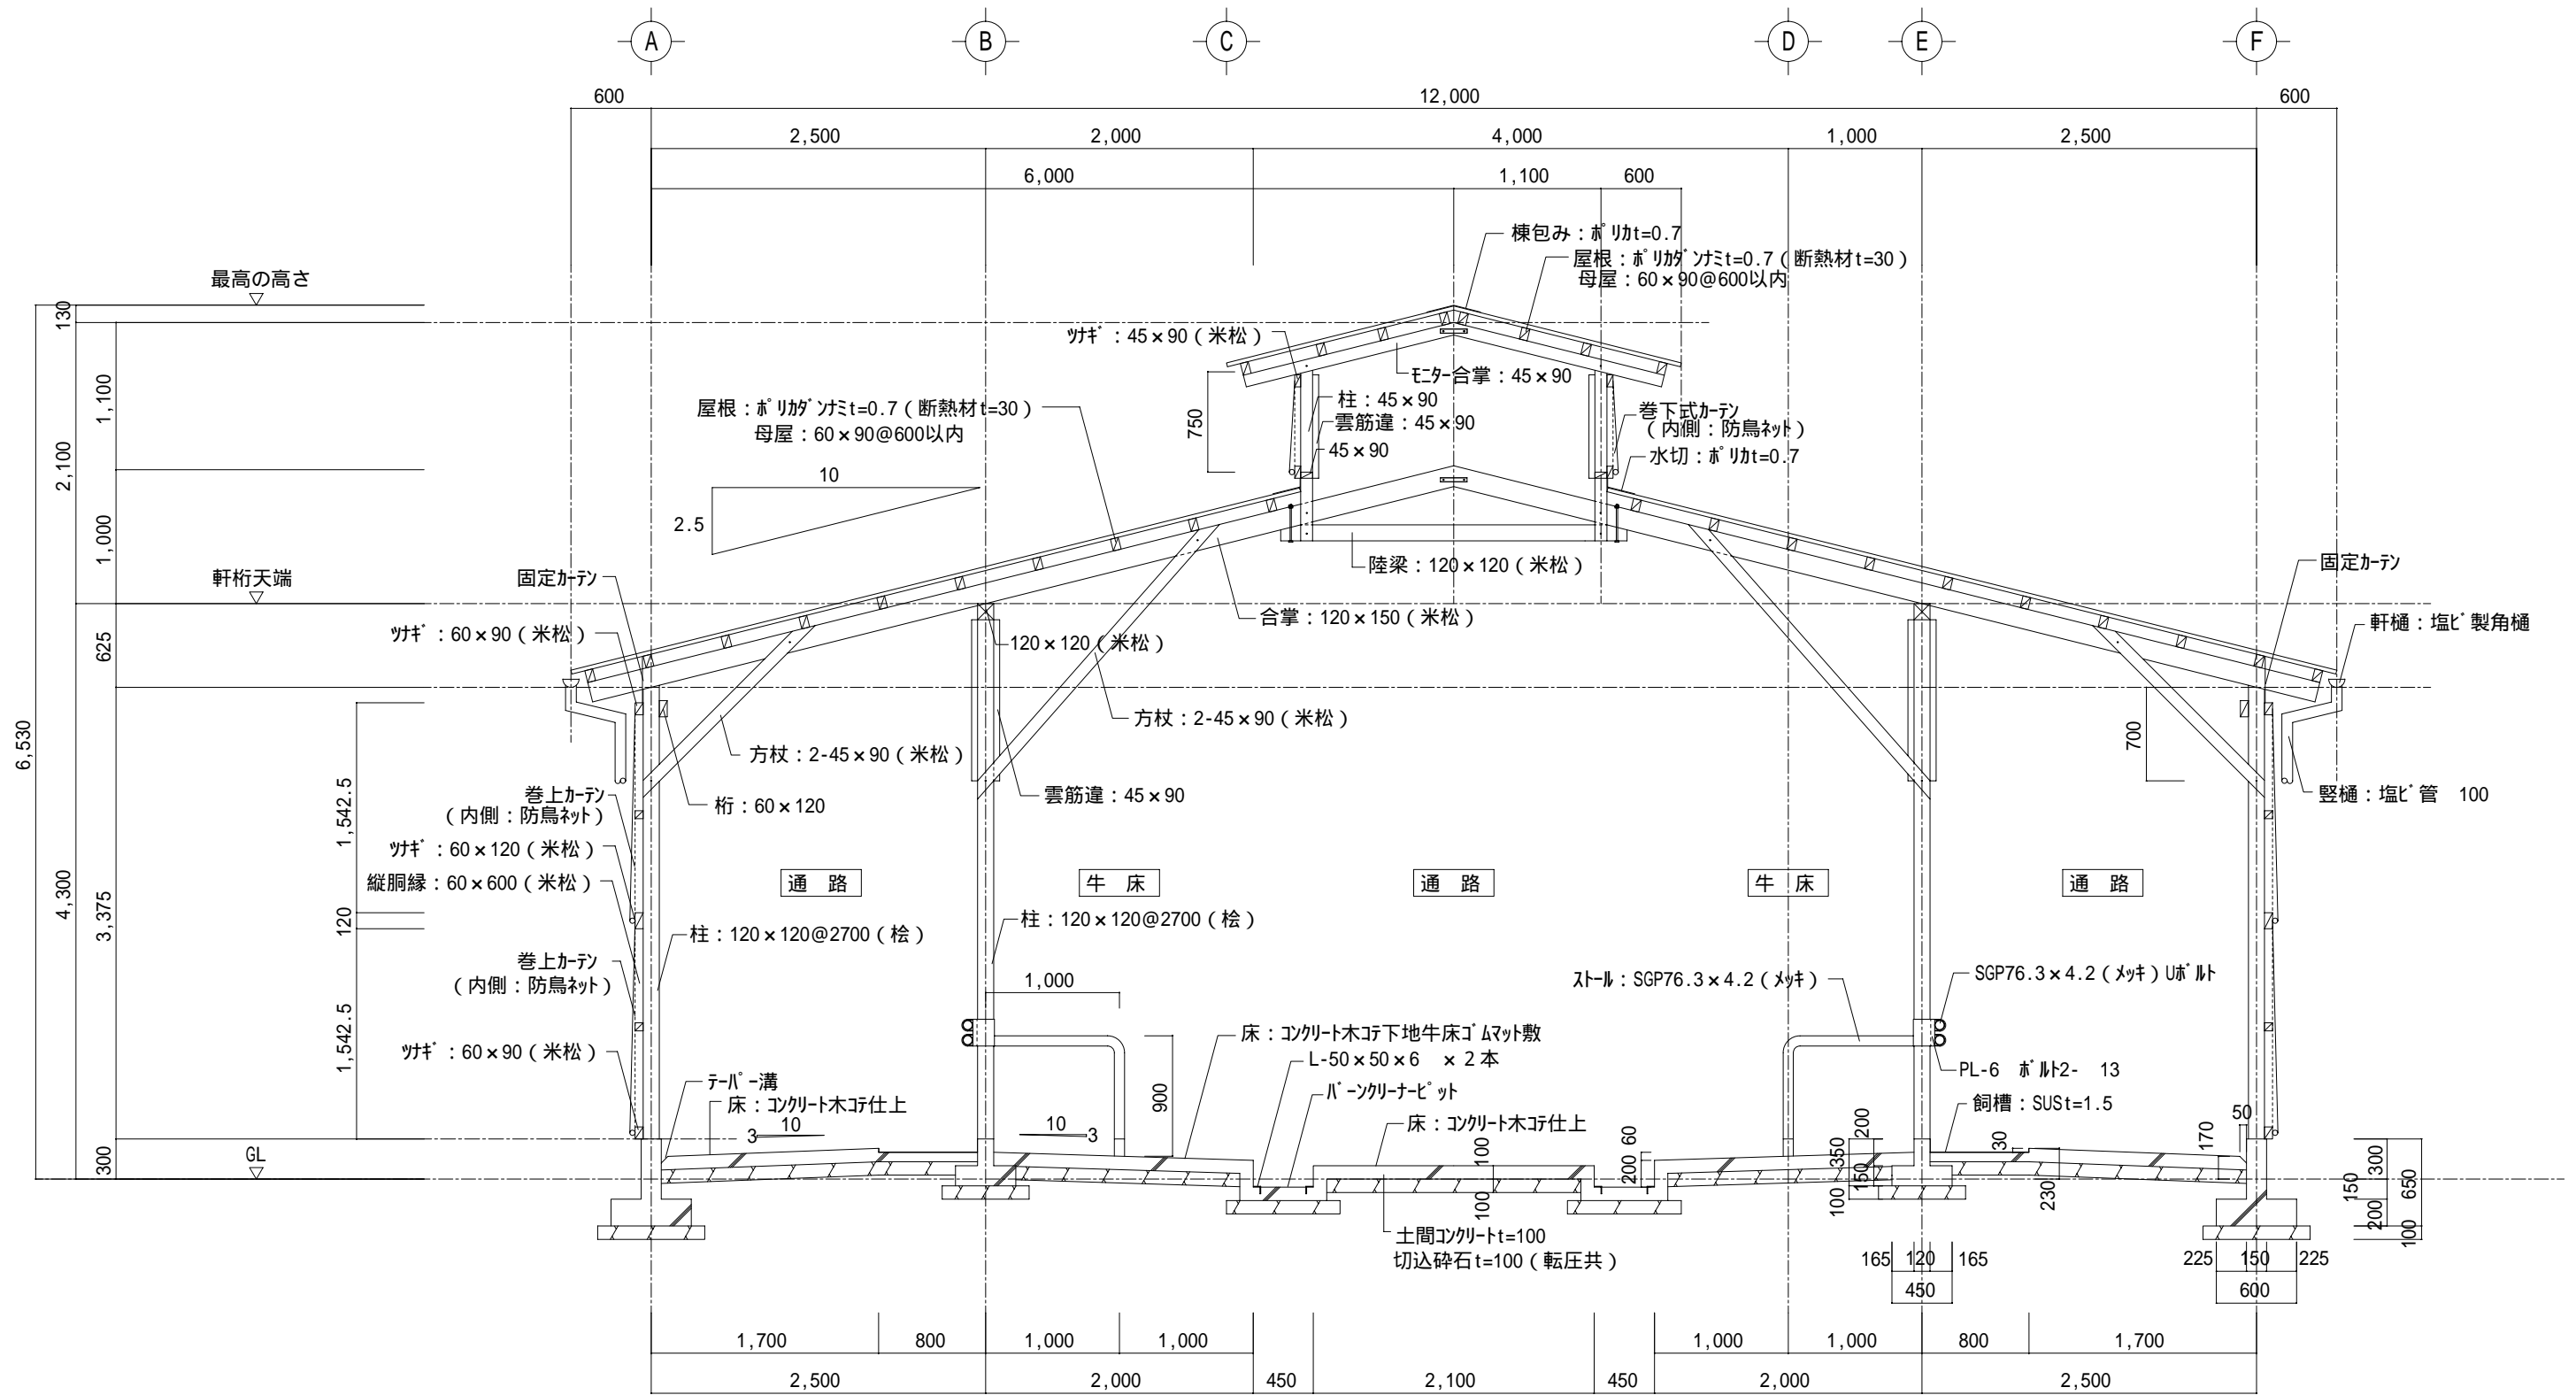 A
B
C
D
E
F
600
12,000
600
2,500
2,000
4,000
1,000
2,500
6,000
1,100
600
棟包み：ポリカt=0.7
屋根：ポリカダンナミt=0.7（断熱材t=30）
母屋：60×90@600以内
最高の高さ
130
ツナギ：45×90（米松）
モニター合掌：45×90
1,100
屋根：ポリカダンナミt=0.7（断熱材t=30）
母屋：60×90@600以内
750
柱：45×90
雲筋違：45×90
45×90
巻下式カーテン
（内側：防鳥ネット）
水切：ポリカt=0.7
2,100
10
2.5
1,000
軒桁天端
固定カーテン
陸梁：120×120（米松）
固定カーテン
625
ツナギ：60×90（米松）
120×120（米松）
合掌：120×150（米松）
軒樋：塩ビ製角樋
6,530
方杖：2-45×90（米松）
方杖：2-45×90（米松）
700
1,542.5
巻上カーテン
（内側：防鳥ネット）
桁：60×120
雲筋違：45×90
竪樋：塩ビ管　100
ツナギ：60×120（米松）
縦胴縁：60×600（米松）
4,300
3,375
120
通　路
牛　床
通　路
牛　床
通　路
柱：120×120@2700（桧）
柱：120×120@2700（桧）
巻上カーテン
（内側：防鳥ネット）
1,000
ストール：SGP76.3×4.2（メッキ）
SGP76.3×4.2（メッキ）Uボルト
1,542.5
ツナギ：60×90（米松）
床：コンクリート木コテ下地牛床ゴムマット敷
L-50×50×6　×２本
バーンクリーナーピット
PL-6　ボルト2-　13
飼槽：SUSt=1.5
テーパー溝
床：コンクリート木コテ仕上
900
床：コンクリート木コテ仕上
10
3
10
3
GL
300
100
100
60
200
200
350
150
100
30
230
170
50
300
150
200
650
100
土間コンクリートt=100
切込砕石t=100（転圧共）
165
120
165
450
225
150
225
600
1,700
800
1,000
1,000
1,000
1,000
800
1,700
2,500
2,000
450
2,100
450
2,000
2,500